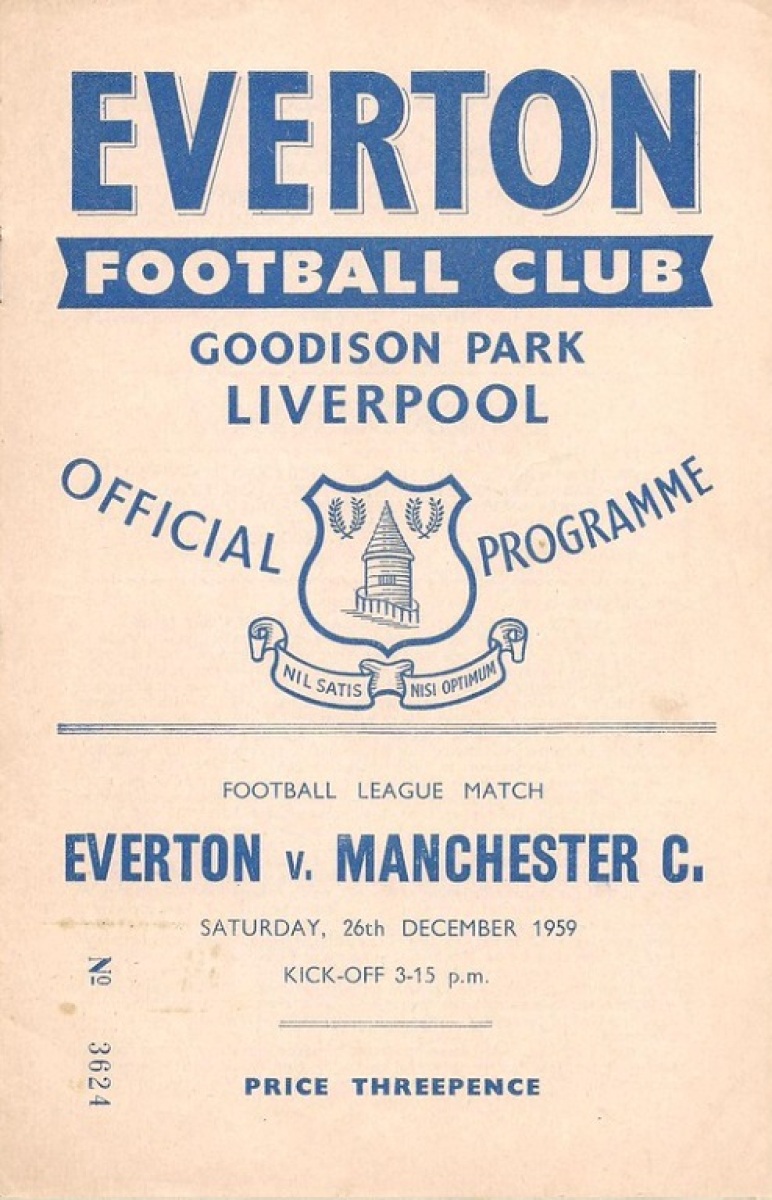 EVERTON
FOOTBALL CLUB
GOODISON PARK
LIVERPOOL
OFFICIAL PROGRAMME
NIL SATIS NISI OPTIMUM
FOOTBALL LEAGUE MATCH
EVERTON v. MANCHESTER C.
SATURDAY, 26th DECEMBER 1959
KICK-OFF 3-15 p.m.
No 3624
PRICE THREEPENCE